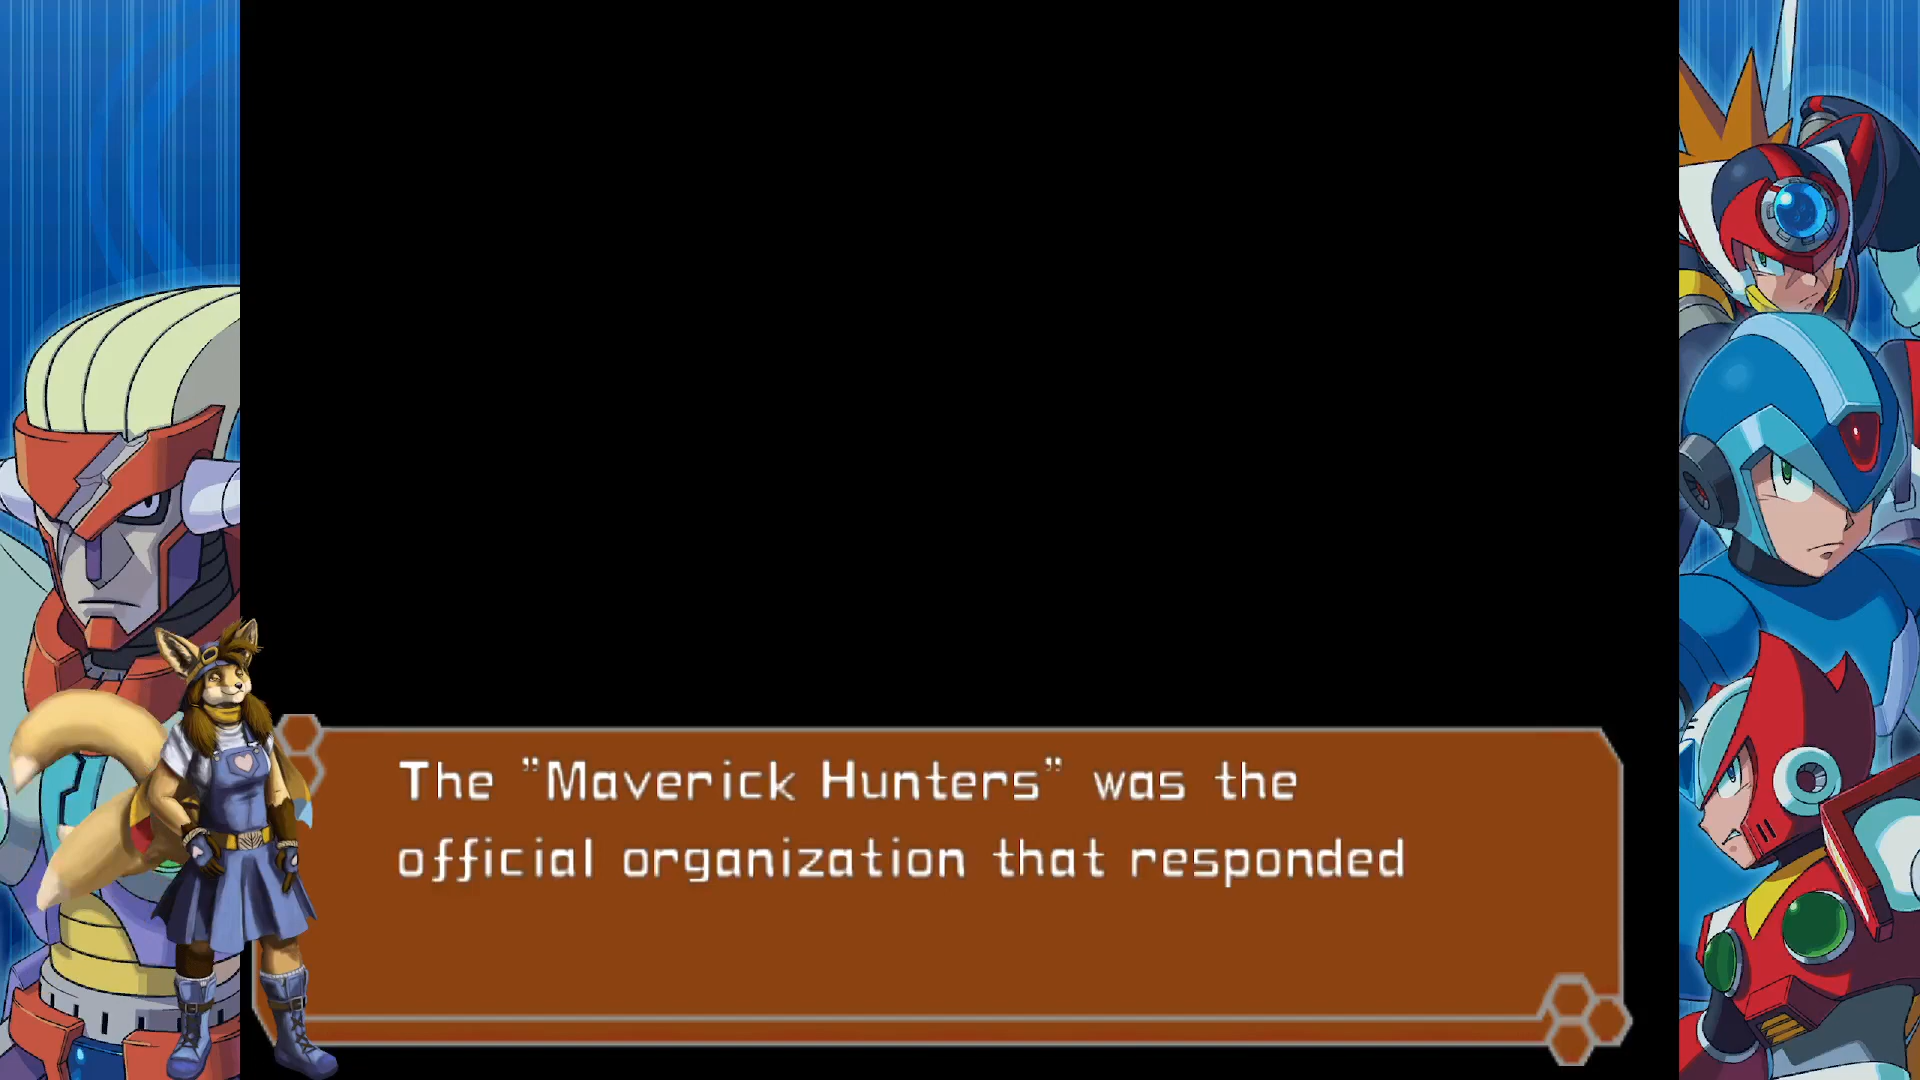 The "Maverick Hunters" was the
official organization that responded